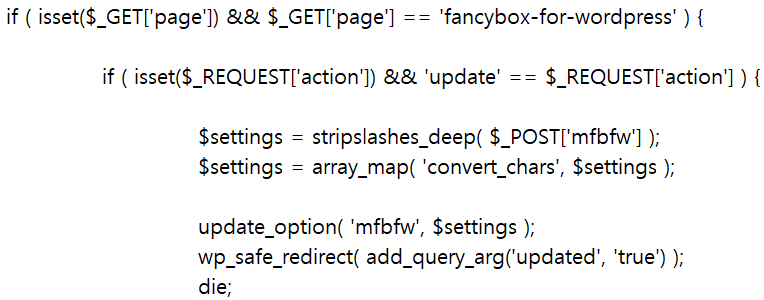 if ( isset($_GET['page']) && $_GET['page'] == 'fancybox-for-wordpress' ) {
if ( isset($_REQUEST['action']) && 'update' == $_REQUEST['action'] ) {
$settings = stripslashes_deep( $_POST['mfbfw'] );
$settings = array_map( 'convert_chars', $settings );
update_option( 'mfbfw', $settings );
wp_safe_redirect( add_query_arg('updated', 'true') );
die;